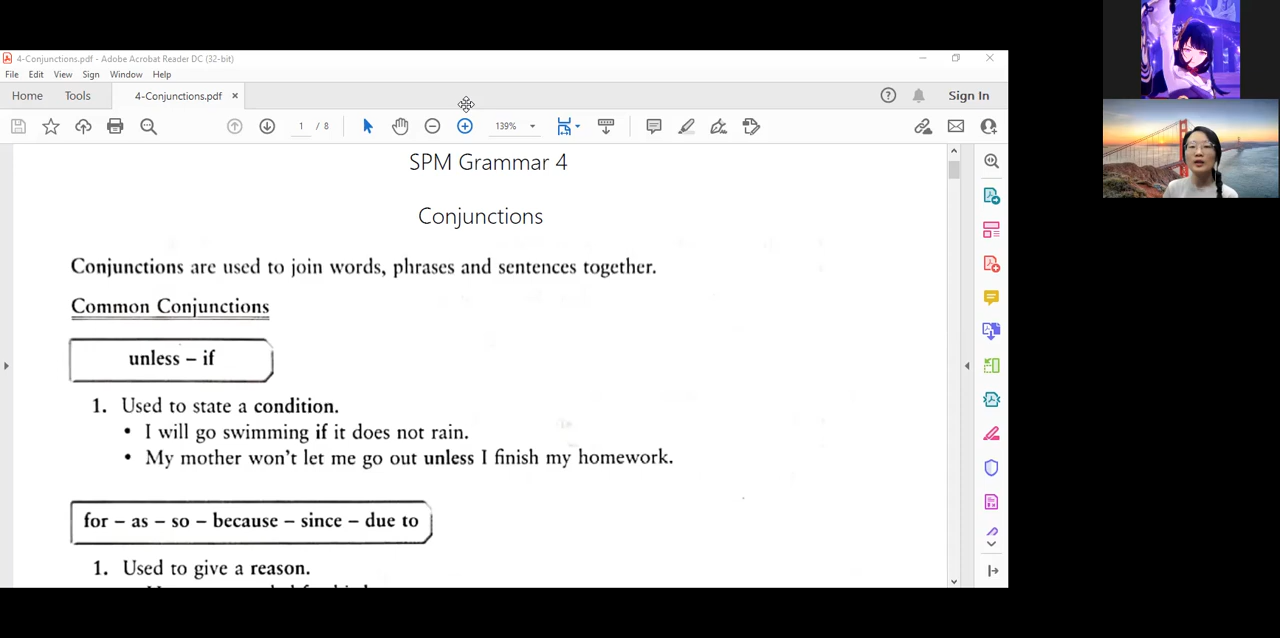 4-Conjunctions.pdf - Adobe Acrobat Reader DC (32-bit)
File Edit View Sign Window Help
Home Tools 4-Conjunctions.pdf × Sign In
1 / 8 139%
SPM Grammar 4
Conjunctions
Conjunctions are used to join words, phrases and sentences together.
Common Conjunctions
unless – if
1. Used to state a condition.
• I will go swimming if it does not rain.
• My mother won't let me go out unless I finish my homework.
for – as – so – because – since – due to
1. Used to give a reason.